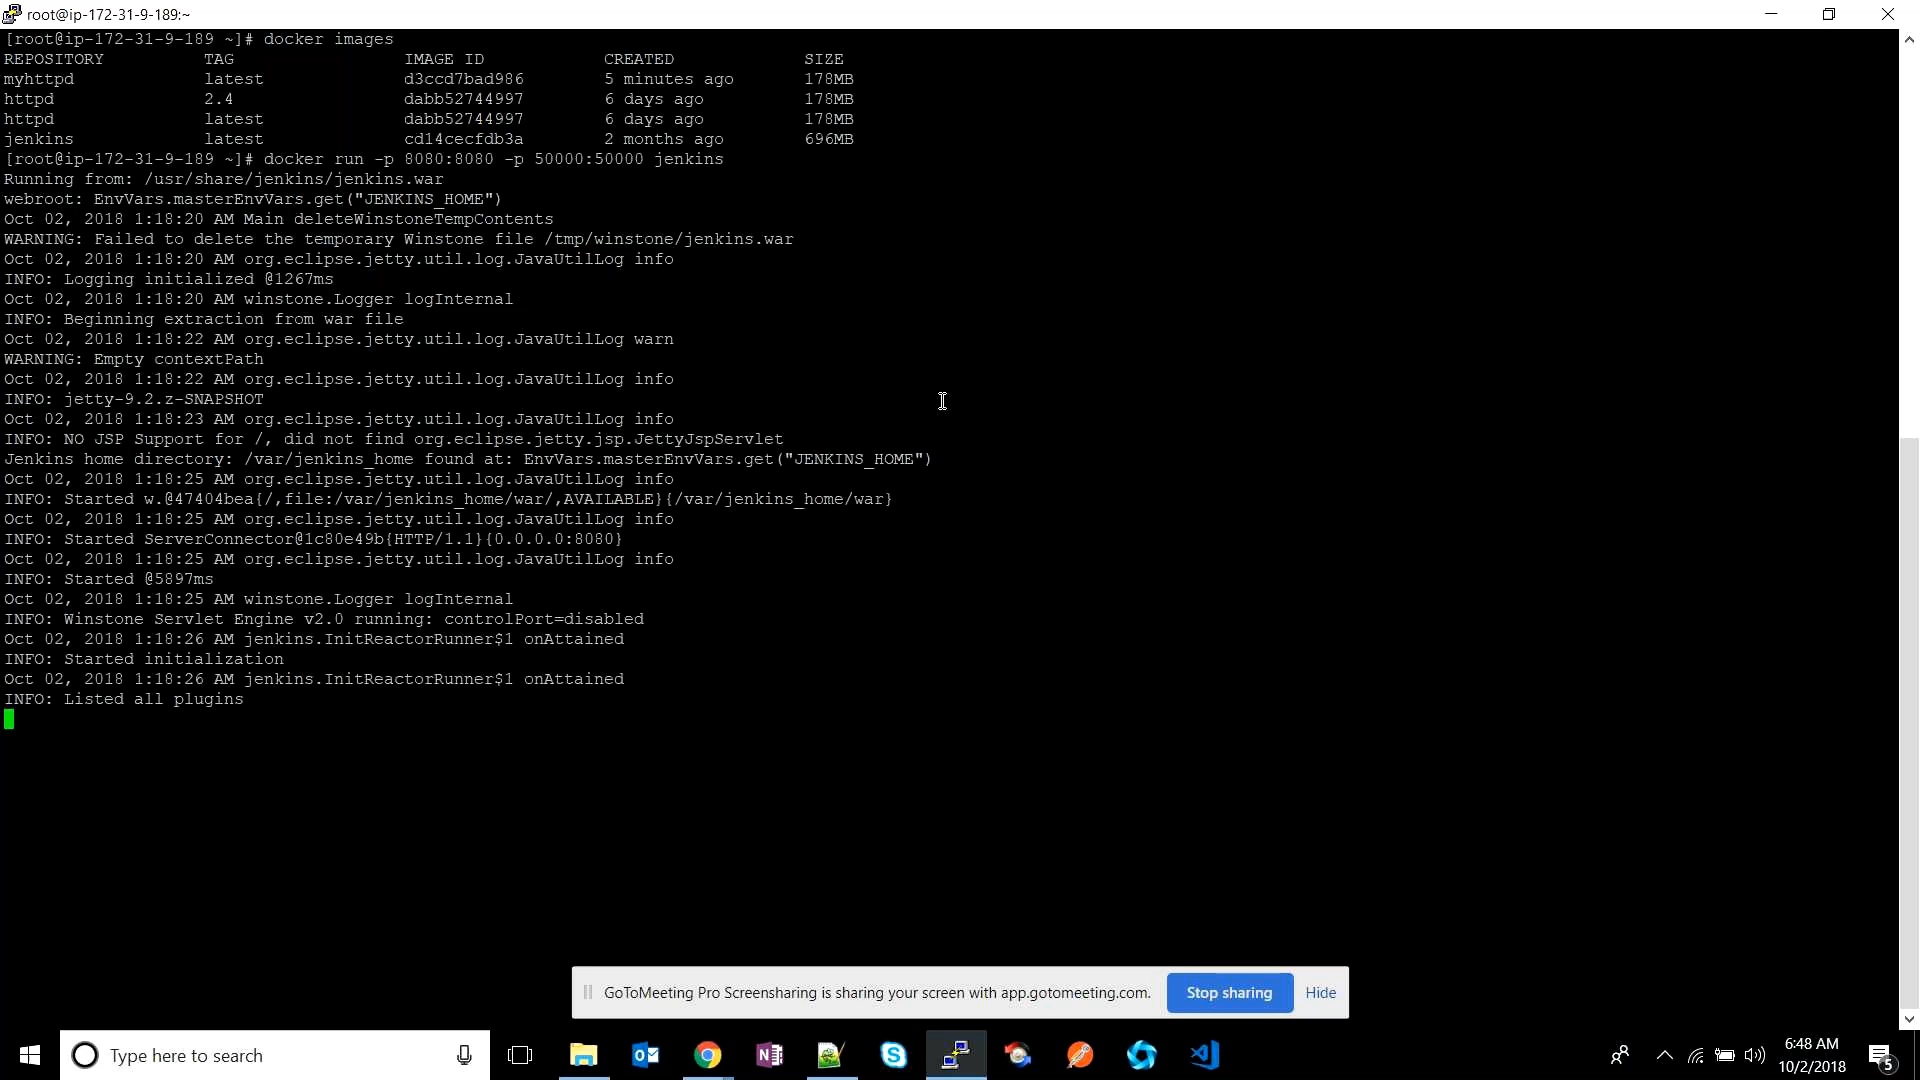 root@ip-172-31-9-189:~
[root@ip-172-31-9-189 ~]# docker images
REPOSITORY TAG IMAGE ID CREATED SIZE
myhttpd latest d3ccd7bad986 5 minutes ago 178MB
httpd 2.4 dabb52744997 6 days ago 178MB
httpd latest dabb52744997 6 days ago 178MB
jenkins latest cd14cecfdb3a 2 months ago 696MB
[root@ip-172-31-9-189 ~]# docker run -p 8080:8080 -p 50000:50000 jenkins
Running from: /usr/share/jenkins/jenkins.war
webroot: EnvVars.masterEnvVars.get("JENKINS_HOME")
Oct 02, 2018 1:18:20 AM Main deleteWinstoneTempContents
WARNING: Failed to delete the temporary Winstone file /tmp/winstone/jenkins.war
Oct 02, 2018 1:18:20 AM org.eclipse.jetty.util.log.JavaUtilLog info
INFO: Logging initialized @1267ms
Oct 02, 2018 1:18:20 AM winstone.Logger logInternal
INFO: Beginning extraction from war file
Oct 02, 2018 1:18:22 AM org.eclipse.jetty.util.log.JavaUtilLog warn
WARNING: Empty contextPath
Oct 02, 2018 1:18:22 AM org.eclipse.jetty.util.log.JavaUtilLog info
INFO: jetty-9.2.z-SNAPSHOT
Oct 02, 2018 1:18:23 AM org.eclipse.jetty.util.log.JavaUtilLog info
INFO: NO JSP Support for /, did not find org.eclipse.jetty.jsp.JettyJspServlet
Jenkins home directory: /var/jenkins_home found at: EnvVars.masterEnvVars.get("JENKINS_HOME")
Oct 02, 2018 1:18:25 AM org.eclipse.jetty.util.log.JavaUtilLog info
INFO: Started w.@47404bea{/,file:/var/jenkins_home/war/,AVAILABLE}{/var/jenkins_home/war}
Oct 02, 2018 1:18:25 AM org.eclipse.jetty.util.log.JavaUtilLog info
INFO: Started ServerConnector@1c80e49b{HTTP/1.1}{0.0.0.0:8080}
Oct 02, 2018 1:18:25 AM org.eclipse.jetty.util.log.JavaUtilLog info
INFO: Started @5897ms
Oct 02, 2018 1:18:25 AM winstone.Logger logInternal
INFO: Winstone Servlet Engine v2.0 running: controlPort=disabled
Oct 02, 2018 1:18:26 AM jenkins.InitReactorRunner$1 onAttained
INFO: Started initialization
Oct 02, 2018 1:18:26 AM jenkins.InitReactorRunner$1 onAttained
INFO: Listed all plugins
GoToMeeting Pro Screensharing is sharing your screen with app.gotomeeting.com. Stop sharing Hide
Type here to search
6:48 AM
10/2/2018
5